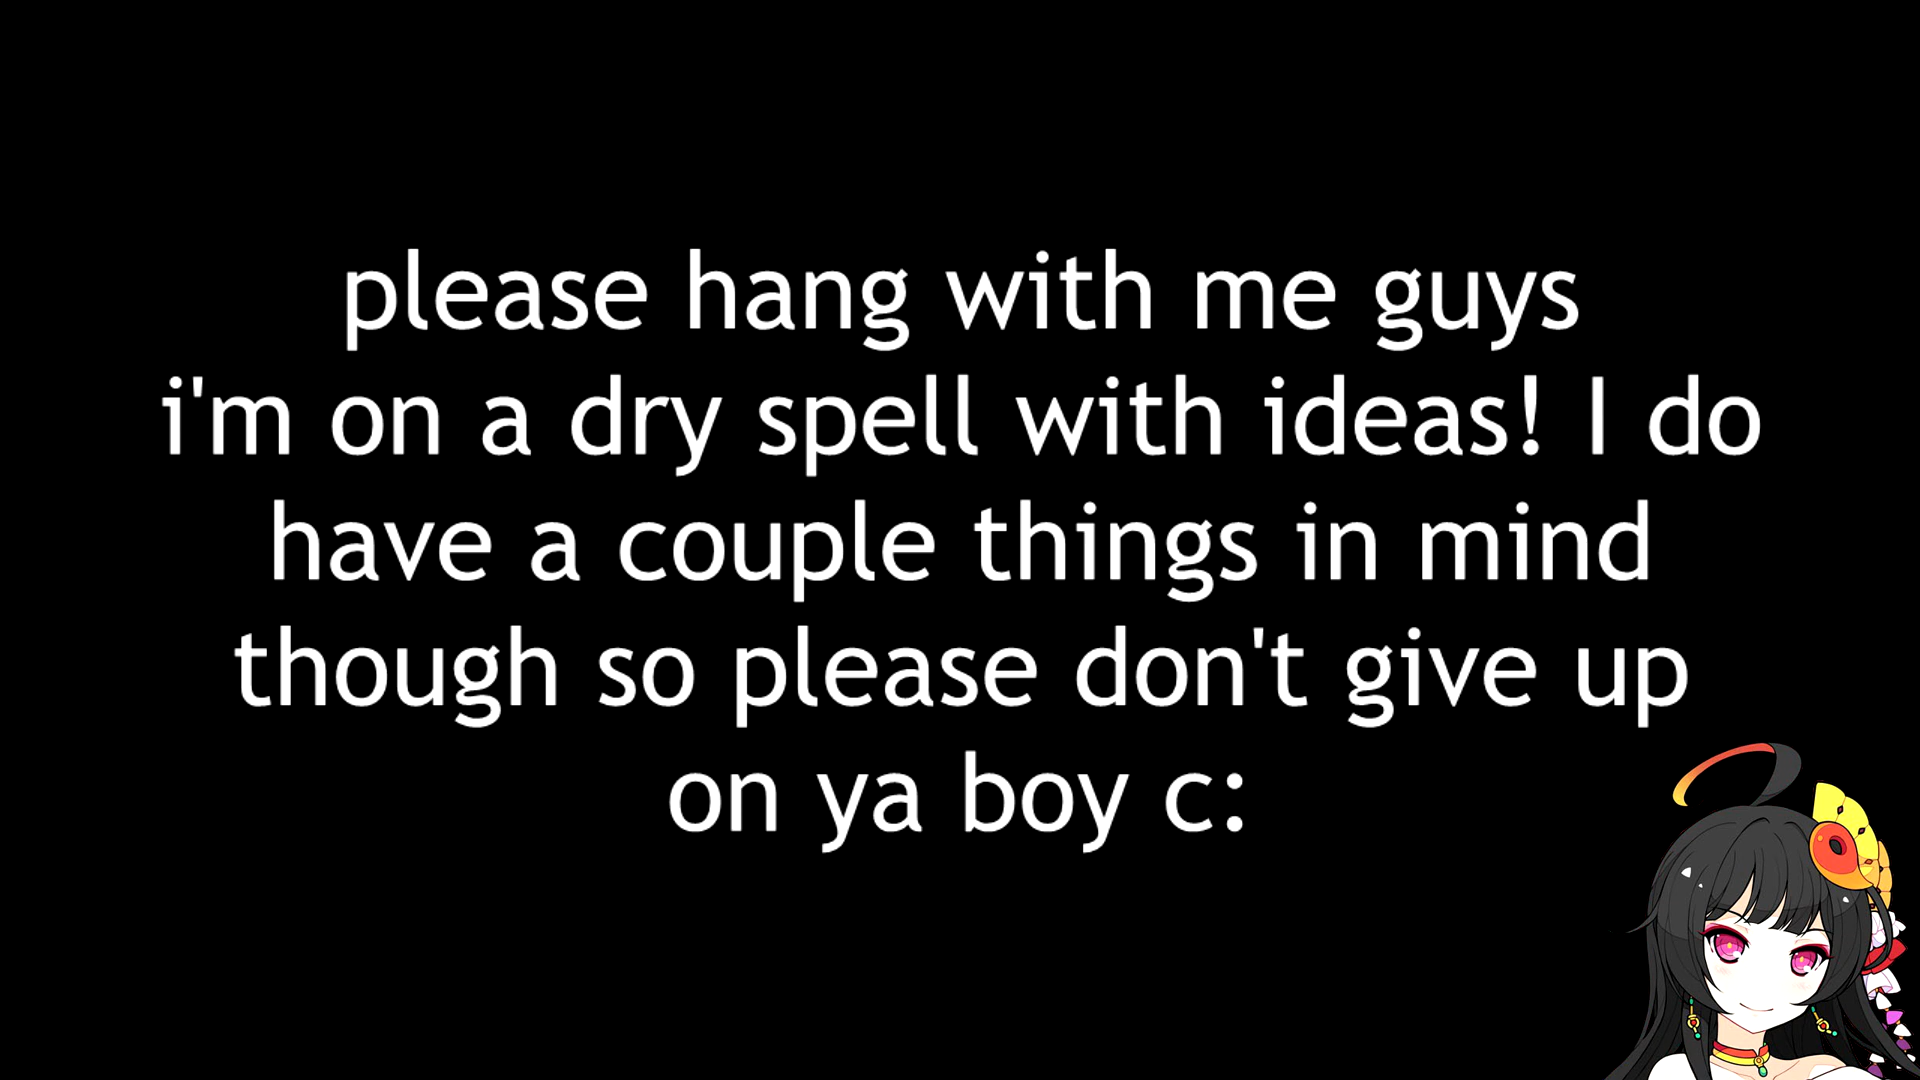 please hang with me guys
i'm on a dry spell with ideas! I do
have a couple things in mind
though so please don't give up
on ya boy c: